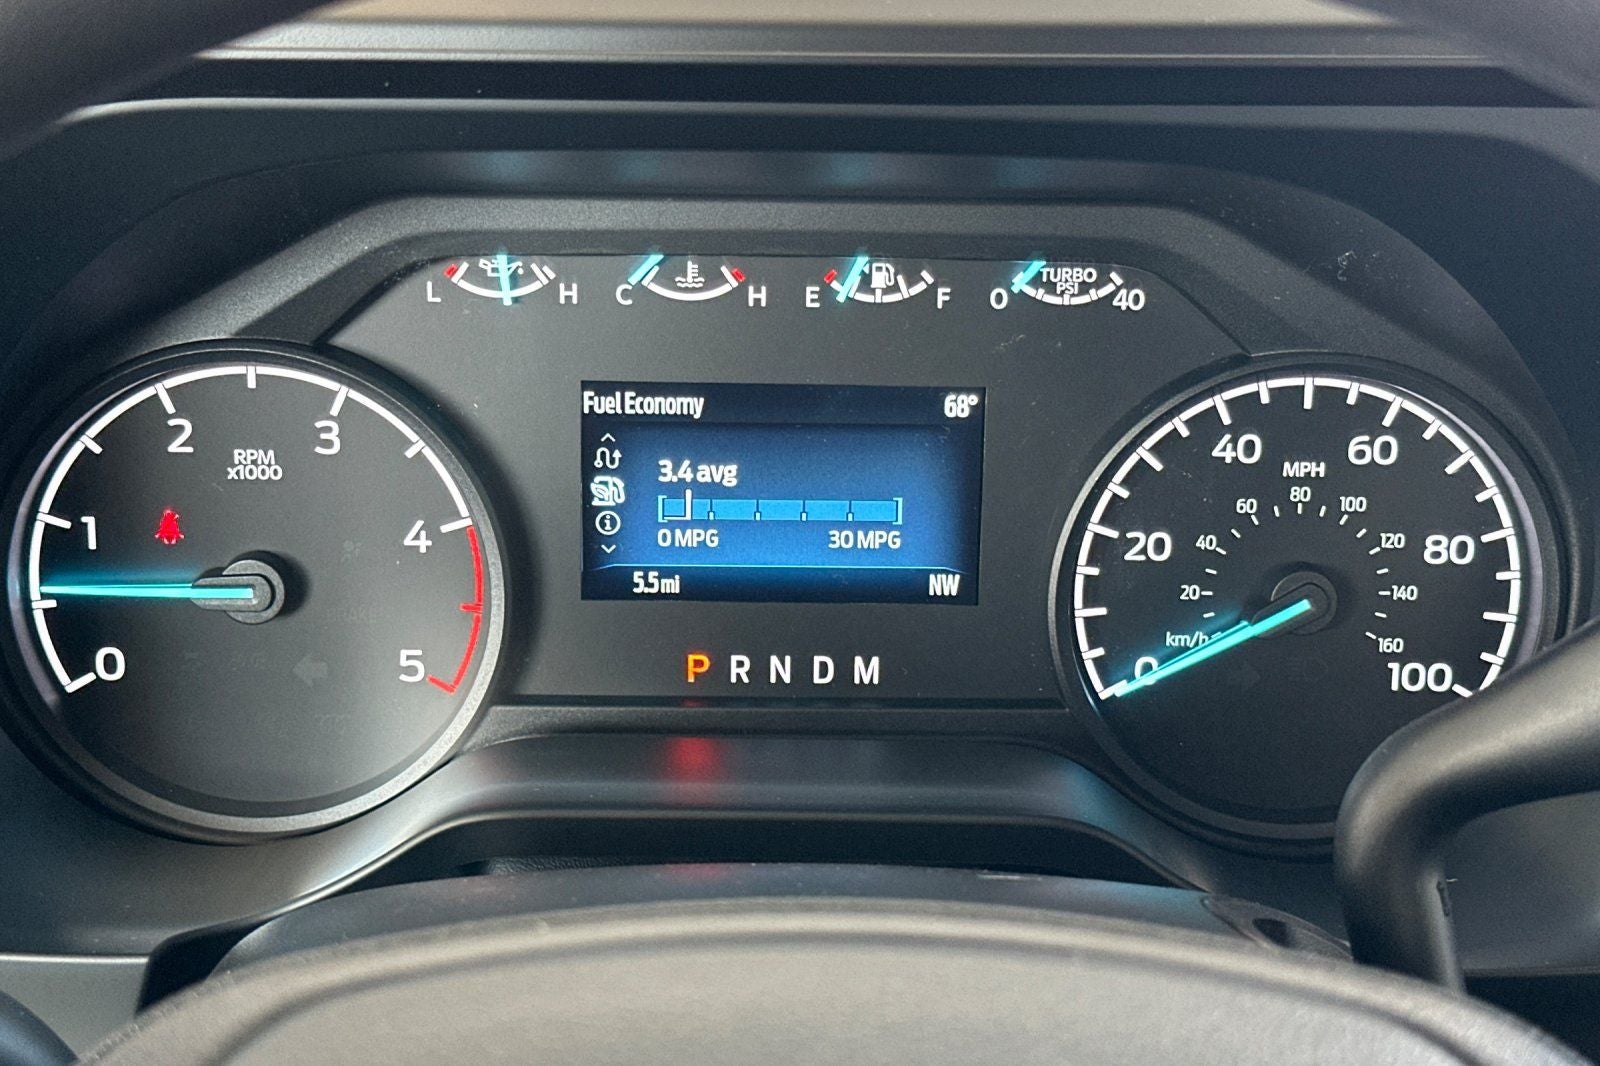 L H C H E F 0 TURBO PSI 40
Fuel Economy 68°
3.4 avg
0 MPG 30 MPG
5.5 mi NW
P R N D M
0 1 2 3 4 5
RPM
x1000
0 20 40 60 80 100
MPH
20 40 60 80 100 120 140 160
km/h